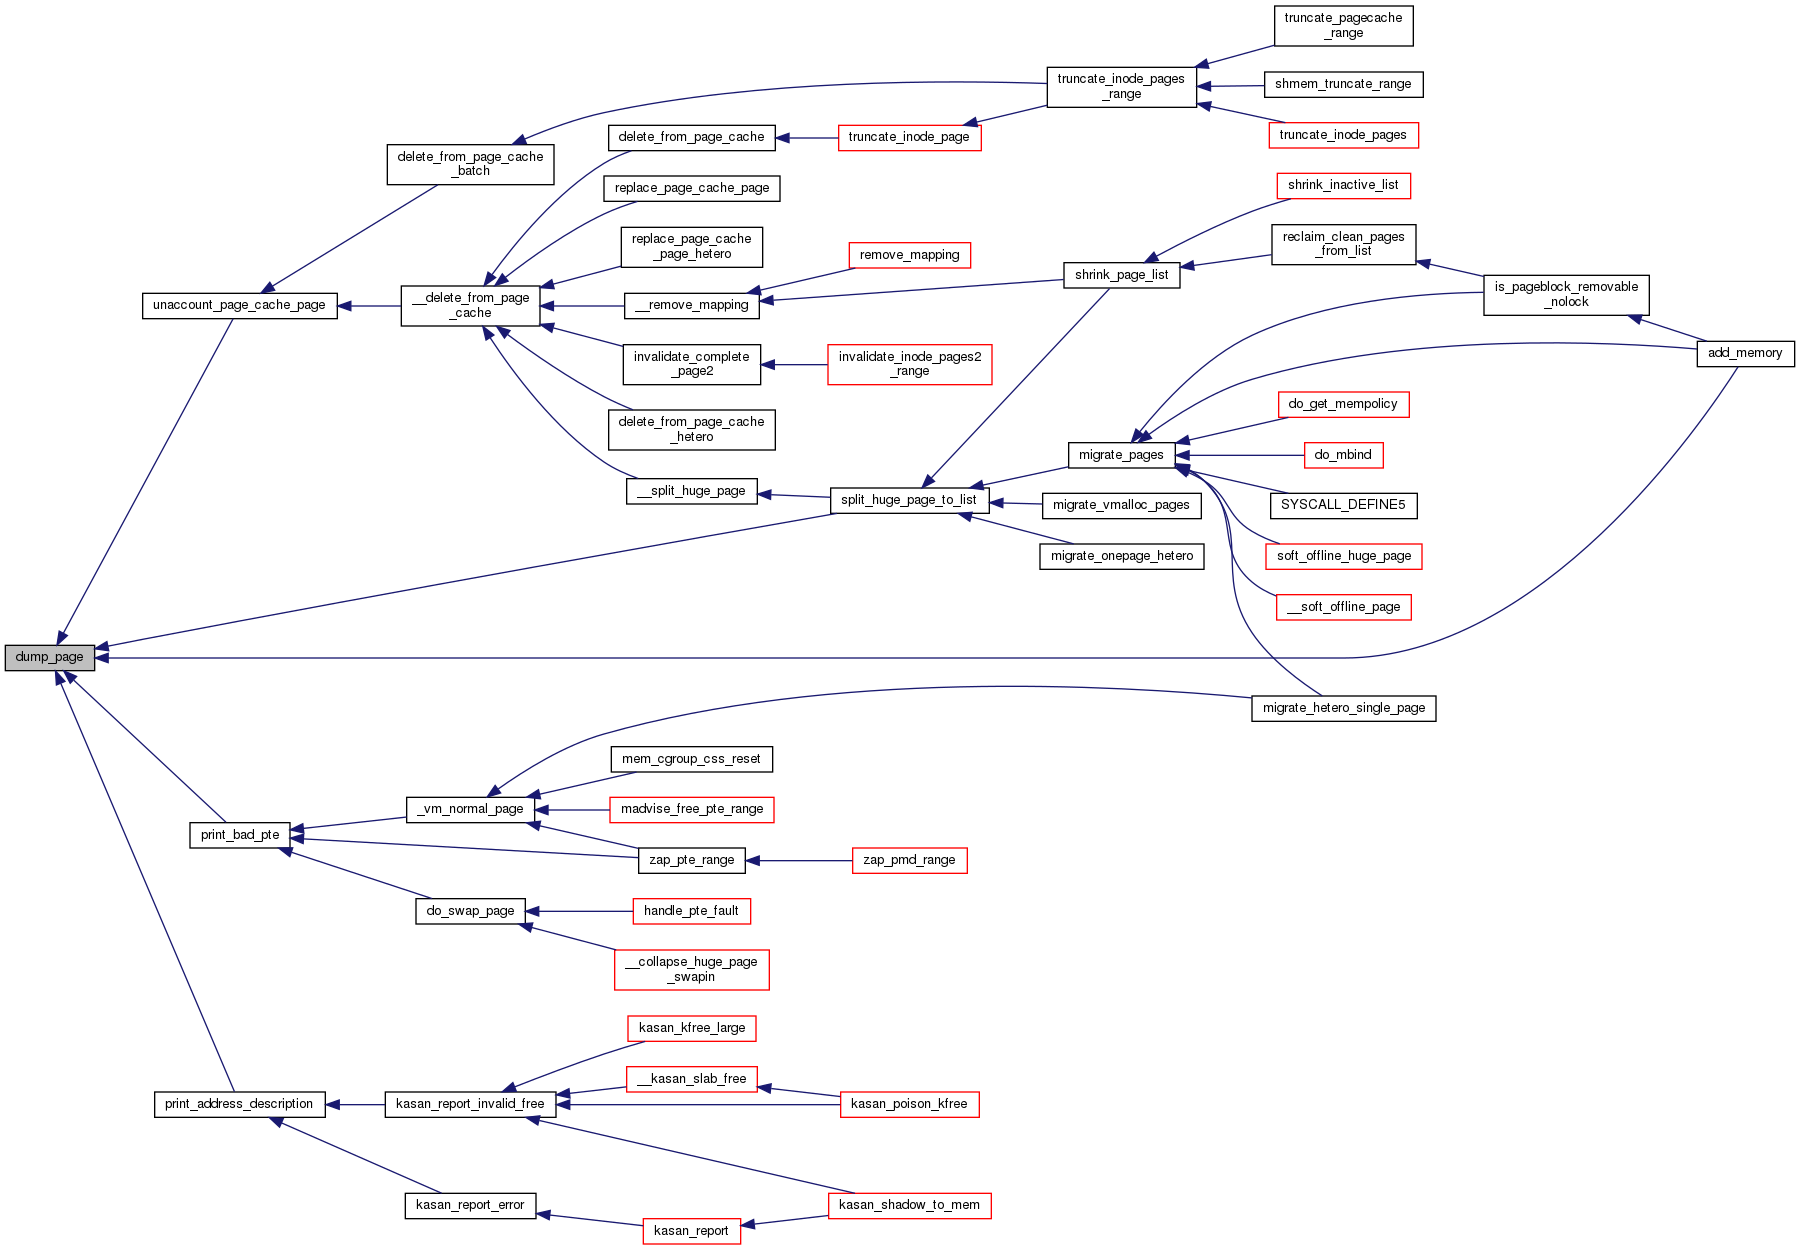 truncate_pagecache
_range
truncate_inode_pages
_range
shmem_truncate_range
truncate_inode_pages
delete_from_page_cache
truncate_inode_page
delete_from_page_cache
_batch
replace_page_cache_page
shrink_inactive_list
replace_page_cache
_page_hetero
reclaim_clean_pages
_from_list
remove_mapping
shrink_page_list
is_pageblock_removable
_nolock
unaccount_page_cache_page
__delete_from_page
_cache
__remove_mapping
invalidate_complete
_page2
invalidate_inode_pages2
_range
add_memory
do_get_mempolicy
delete_from_page_cache
_hetero
migrate_pages
do_mbind
__split_huge_page
split_huge_page_to_list
migrate_vmalloc_pages
SYSCALL_DEFINE5
migrate_onepage_hetero
soft_offline_huge_page
__soft_offline_page
dump_page
migrate_hetero_single_page
mem_cgroup_css_reset
_vm_normal_page
madvise_free_pte_range
print_bad_pte
zap_pte_range
zap_pmd_range
do_swap_page
handle_pte_fault
__collapse_huge_page
_swapin
kasan_kfree_large
__kasan_slab_free
print_address_description
kasan_report_invalid_free
kasan_poison_kfree
kasan_report_error
kasan_shadow_to_mem
kasan_report